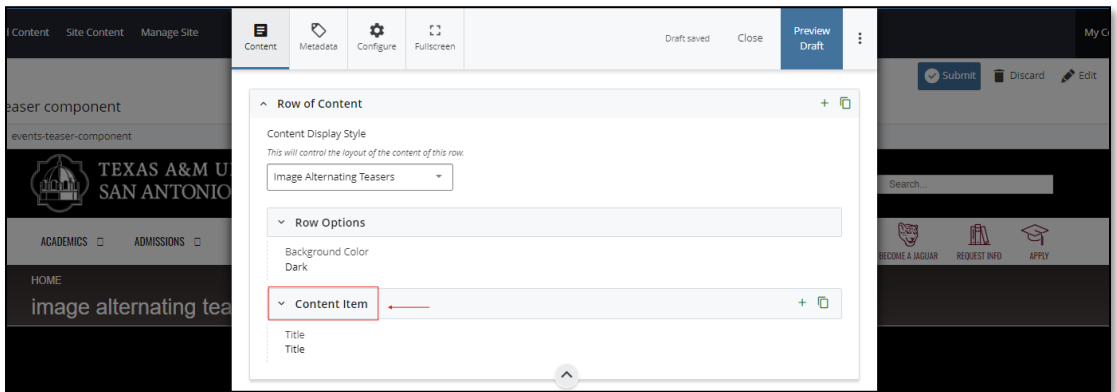 l Content Site Content Manage Site
Content Metadata Configure Fullscreen
Draft saved Close Preview Draft
My Co
Submit Discard Edit
easer component
events-teaser-component
Row of Content
Content Display Style
This will control the layout of the content of this row.
Image Alternating Teasers
TEXAS A&M U
SAN ANTONIO
Search...
Row Options
ACADEMICS ADMISSIONS
BECOME A JAGUAR REQUEST INFO APPLY
Background Color
Dark
HOME
image alternating tea
Content Item
Title
Title